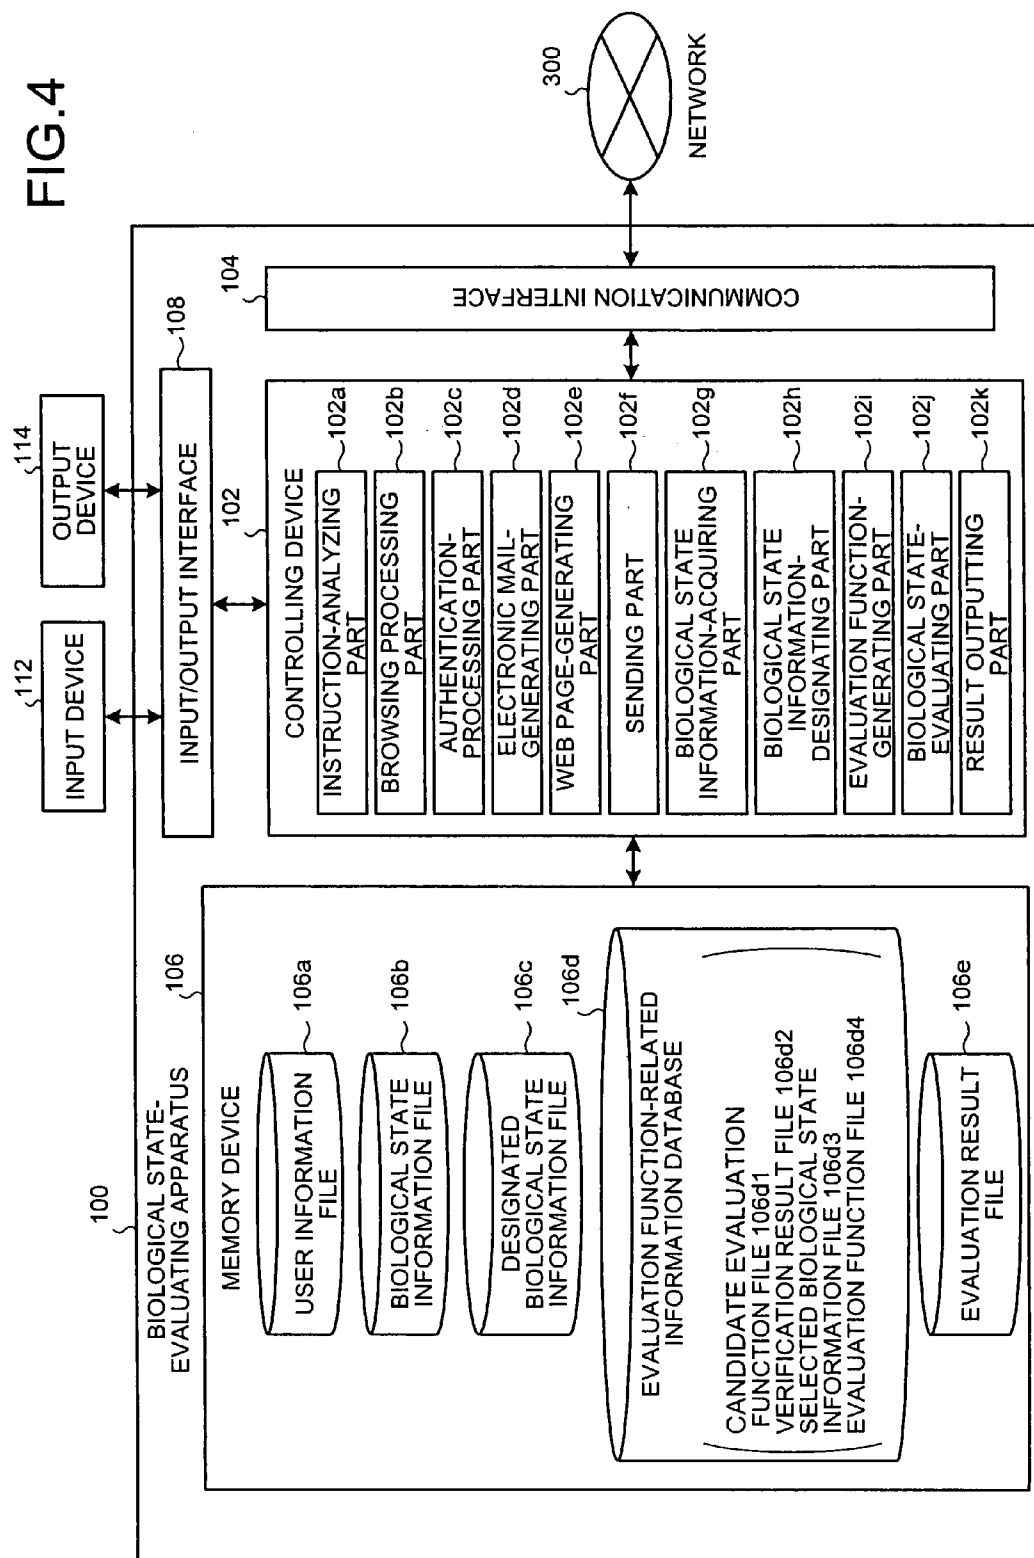 FIG.4
100
BIOLOGICAL STATE-
EVALUATING APPARATUS
106
MEMORY DEVICE
106a
USER INFORMATION
FILE
106b
BIOLOGICAL STATE
INFORMATION FILE
106c
DESIGNATED
BIOLOGICAL STATE
INFORMATION FILE
106d
EVALUATION FUNCTION-RELATED
INFORMATION DATABASE
CANDIDATE EVALUATION
FUNCTION FILE 106d1
VERIFICATION RESULT FILE 106d2
SELECTED BIOLOGICAL STATE
INFORMATION FILE 106d3
EVALUATION FUNCTION FILE 106d4
106e
EVALUATION RESULT
FILE
112
INPUT DEVICE
114
OUTPUT
DEVICE
108
INPUT/OUTPUT INTERFACE
102
CONTROLLING DEVICE
INSTRUCTION-ANALYZING
PART
102a
BROWSING PROCESSING
PART
102b
AUTHENTICATION-
PROCESSING PART
102c
ELECTRONIC MAIL-
GENERATING PART
102d
WEB PAGE-GENERATING
PART
102e
SENDING PART
102f
BIOLOGICAL STATE
INFORMATION-ACQUIRING
PART
102g
BIOLOGICAL STATE
INFORMATION-
DESIGNATING PART
102h
EVALUATION FUNCTION-
GENERATING PART
102i
BIOLOGICAL STATE-
EVALUATING PART
102j
RESULT OUTPUTTING
PART
102k
104
COMMUNICATION INTERFACE
300
NETWORK